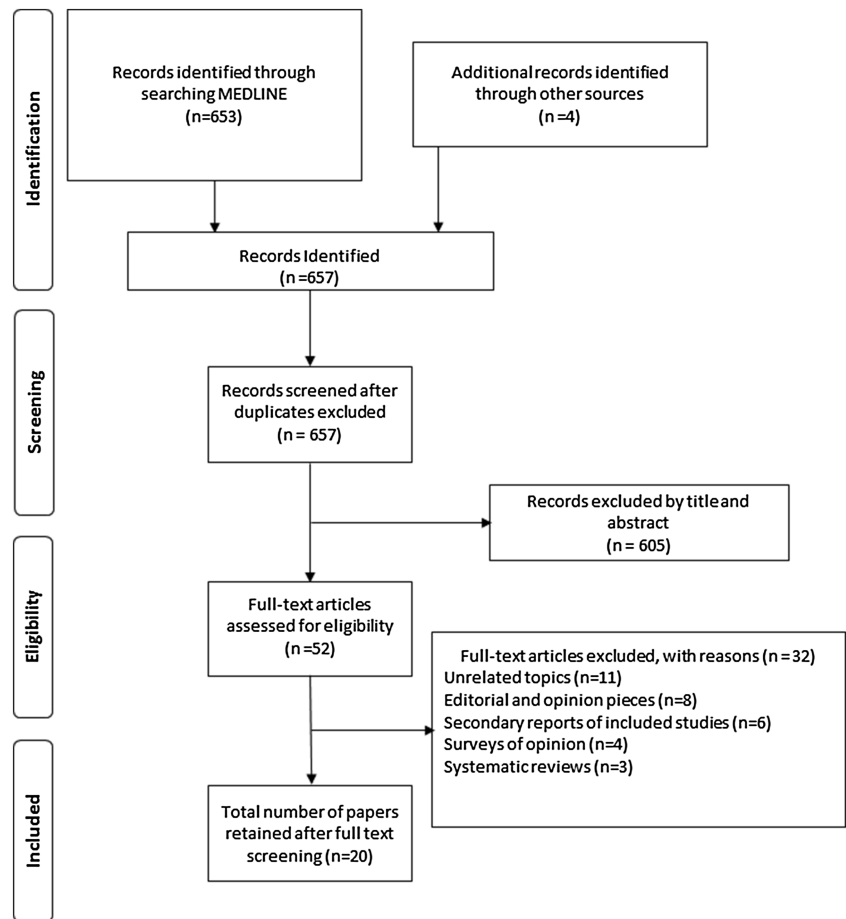 Identification
Records identified through
searching MEDLINE
(n=653)
Additional records identified
through other sources
(n =4)
Records Identified
(n =657)
Screening
Records screened after
duplicates excluded
(n = 657)
Records excluded by title and
abstract
(n = 605)
Eligibility
Full-text articles
assessed for eligibility
(n =52)
Full-text articles excluded, with reasons (n = 32)
Unrelated topics (n=11)
Editorial and opinion pieces (n=8)
Secondary reports of included studies (n=6)
Surveys of opinion (n=4)
Systematic reviews (n=3)
Included
Total number of papers
retained after full text
screening (n=20)